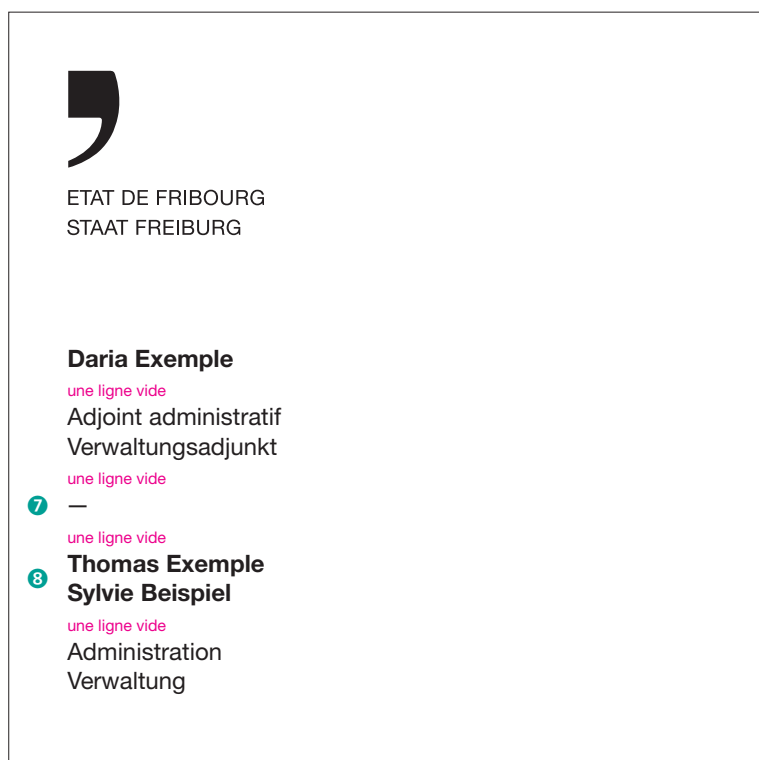 ETAT DE FRIBOURG
STAAT FREIBURG
Daria Exemple
une ligne vide
Adjoint administratif
Verwaltungsadjunkt
une ligne vide
7 —
une ligne vide
8 Thomas Exemple
Sylvie Beispiel
une ligne vide
Administration
Verwaltung